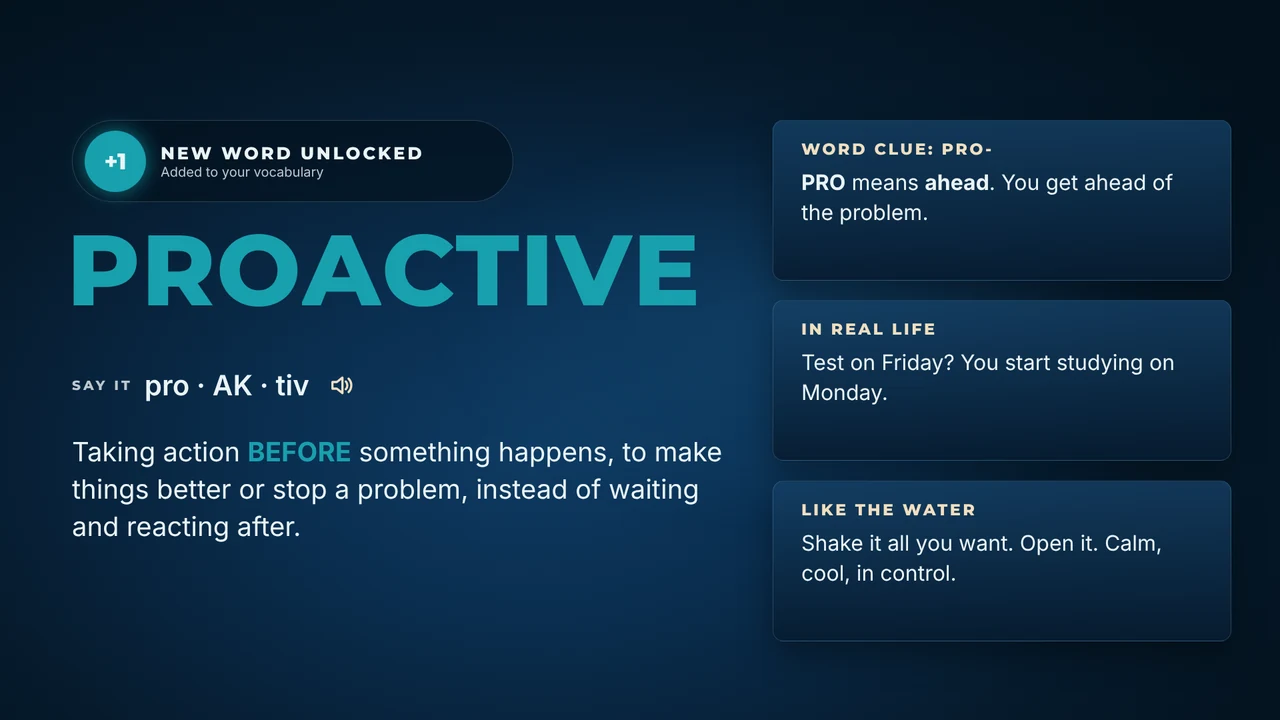 +1
NEW WORD UNLOCKED
Added to your vocabulary
PROACTIVE
SAY IT pro · AK · tiv
Taking action BEFORE something happens, to make
things better or stop a problem, instead of waiting
and reacting after.
WORD CLUE: PRO-
PRO means ahead. You get ahead of
the problem.
IN REAL LIFE
Test on Friday? You start studying on
Monday.
LIKE THE WATER
Shake it all you want. Open it. Calm,
cool, in control.